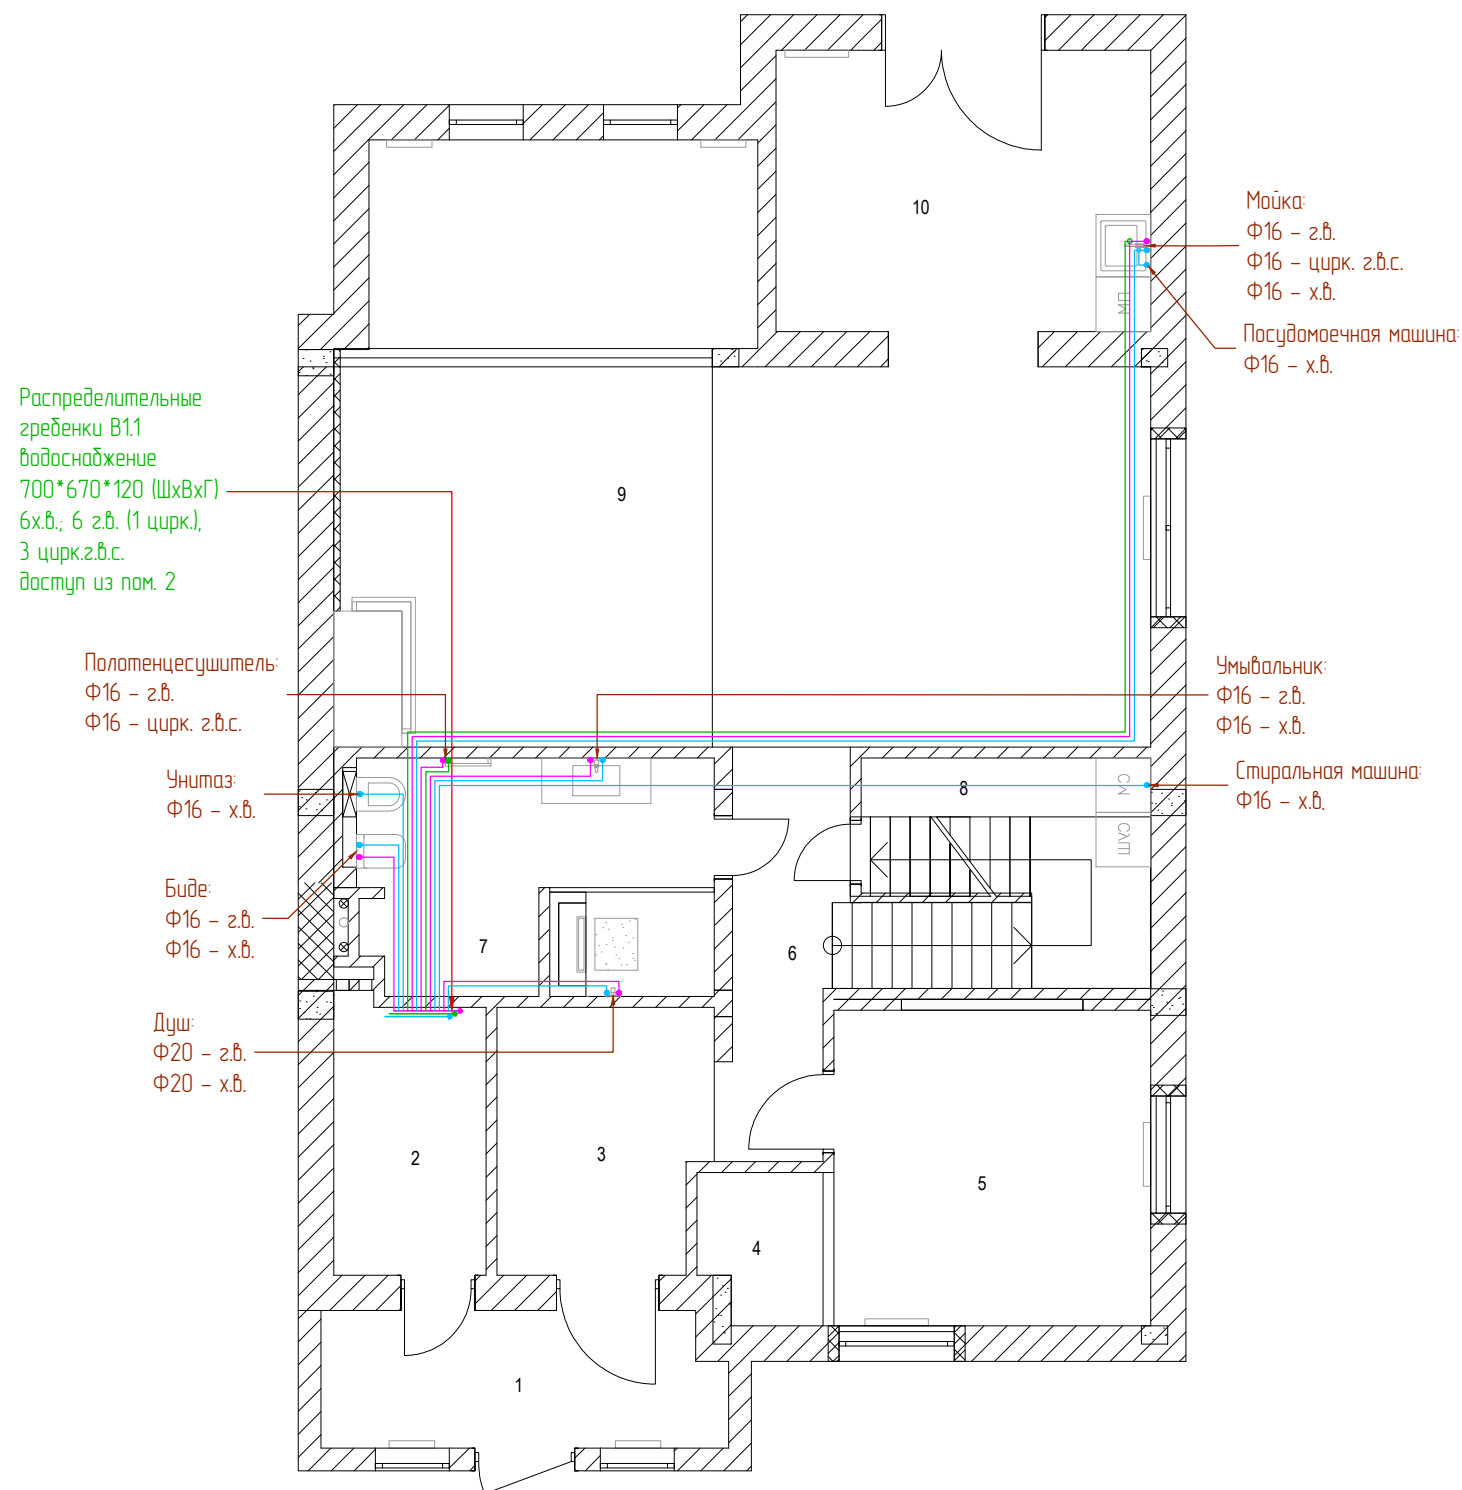 10
Мойка:
Ф16 – г.в.
Ф16 – цирк. г.в.с.
Ф16 – х.в.
ПМ
Посудомоечная машина:
Ф16 – х.в.
Распределительные
гребенки В1.1
водоснабжение
700*670*120 (ШхВхГ)
6х.в.; 6 г.в. (1 цирк.),
3 цирк.г.в.с.
доступ из пом. 2
9
Полотенцесушитель:
Ф16 – г.в.
Ф16 – цирк. г.в.с.
Умывальник:
Ф16 – г.в.
Ф16 – х.в.
Унитаз:
Ф16 – х.в.
8
СМ
Стиральная машина:
Ф16 – х.в.
СУШ
Биде:
Ф16 – г.в.
Ф16 – х.в.
7
6
Душ:
Ф20 – г.в.
Ф20 – х.в.
2
3
5
4
1